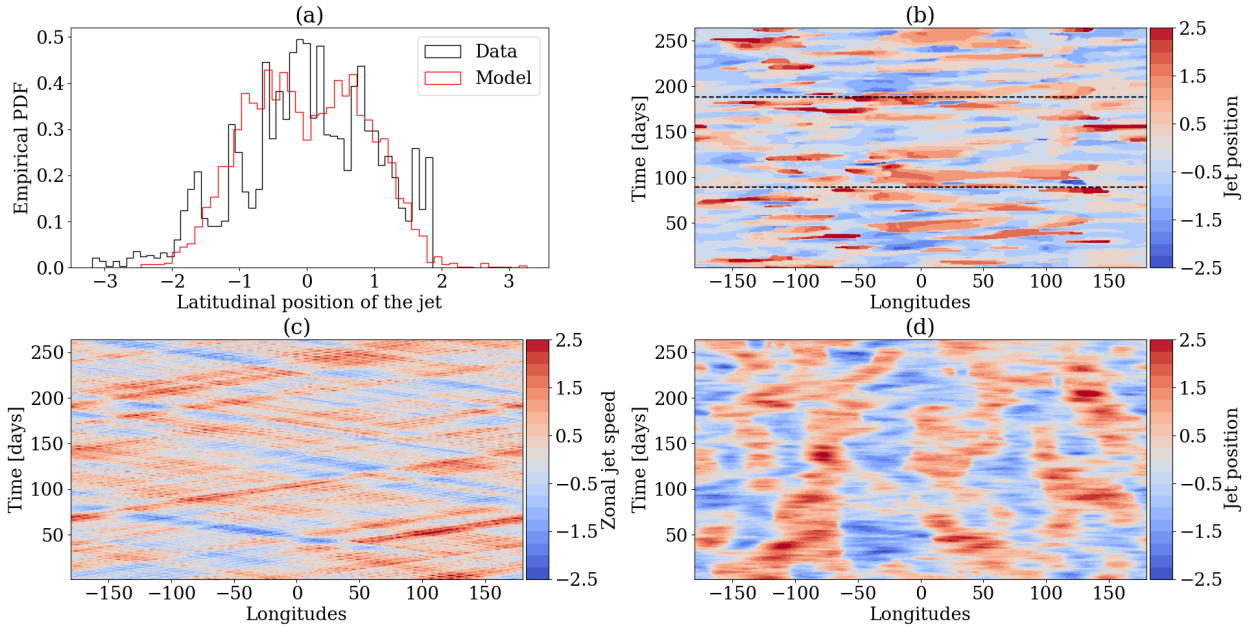 (a)
Empirical PDF
0.5
0.4
0.3
0.2
0.1
0.0
Data
Model
−3 −2 −1 0 1 2 3
Latitudinal position of the jet
(b)
Time [days]
250
200
150
100
50
−150 −100 −50 0 50 100 150
Longitudes
2.5
1.5
0.5
−0.5
−1.5
−2.5
Jet position
(c)
Time [days]
250
200
150
100
50
−150 −100 −50 0 50 100 150
Longitudes
2.5
1.5
0.5
−0.5
−1.5
−2.5
Zonal jet speed
(d)
Time [days]
250
200
150
100
50
−150 −100 −50 0 50 100 150
Longitudes
2.5
1.5
0.5
−0.5
−1.5
−2.5
Jet position